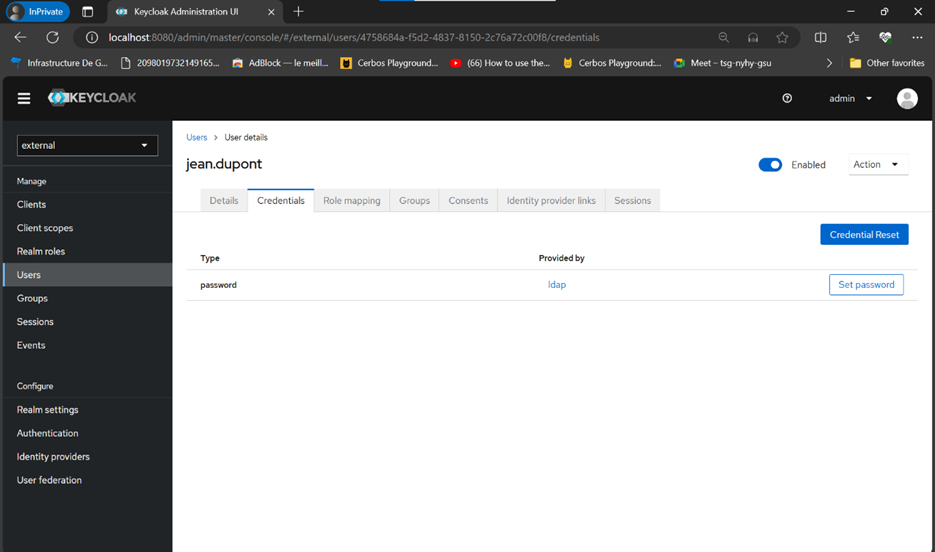 InPrivate
Keycloak Administration UI
localhost:8080/admin/master/console/#/external/users/4758684a-f5d2-4837-8150-2c76a72c00f8/credentials
Infrastructure De G... 2098019732149165... AdBlock — le meill... Cerbos Playground... (66) How to use the... Cerbos Playground:... Meet – tsg-nyhy-gsu Other favorites
KEYCLOAK
admin
external
Manage
Clients
Client scopes
Realm roles
Users
Groups
Sessions
Events
Configure
Realm settings
Authentication
Identity providers
User federation
Users > User details
jean.dupont
Enabled
Action
Details Credentials Role mapping Groups Consents Identity provider links Sessions
Credential Reset
Type Provided by
password ldap Set password